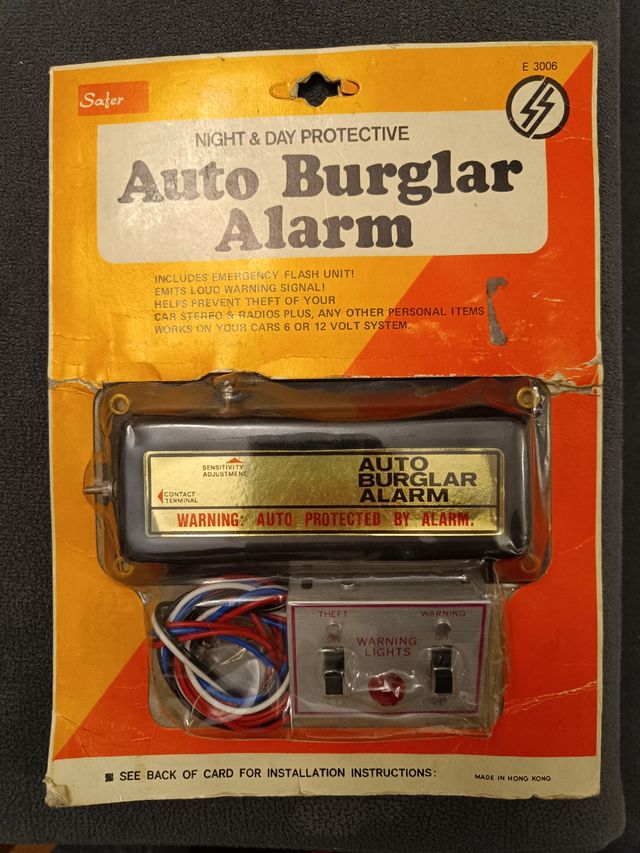 E 3006
Safer
NIGHT & DAY PROTECTIVE
Auto Burglar
Alarm
INCLUDES EMERGENCY FLASH UNIT!
EMITS LOUD WARNING SIGNAL!
HELPS PREVENT THEFT OF YOUR
CAR STEREO & RADIOS PLUS, ANY OTHER PERSONAL ITEMS
WORKS ON YOUR CARS 6 OR 12 VOLT SYSTEM.
SENSITIVITY
ADJUSTMENT
CONTACT
TERMINAL
AUTO
BURGLAR
ALARM
WARNING: AUTO PROTECTED BY ALARM.
THEFT
WARNING
ON
ON
WARNING
LIGHTS
SEE BACK OF CARD FOR INSTALLATION INSTRUCTIONS:
MADE IN HONG KONG